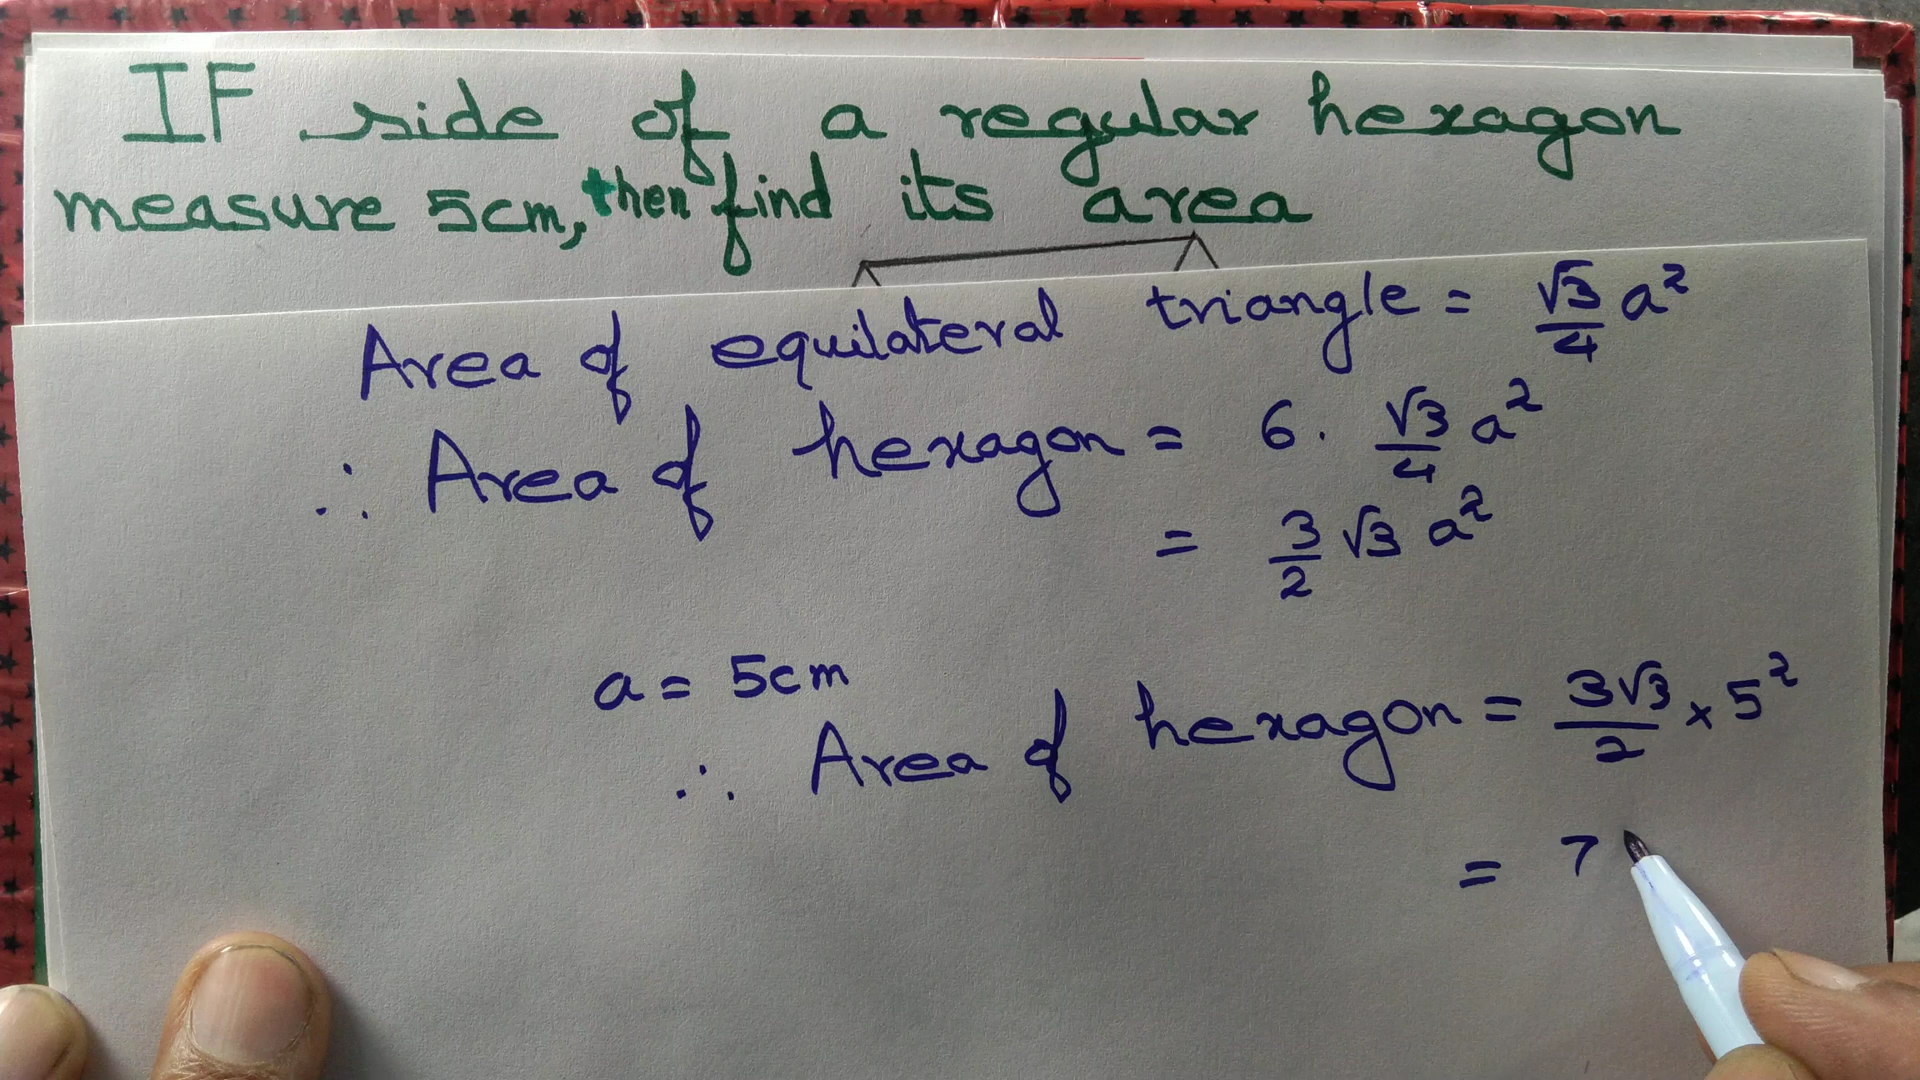 IF side of a regular hexagon
measure 5cm, then find its area
Area of equilateral triangle = √3/4 a²
∴ Area of hexagon = 6 · √3/4 a²
= 3/2 √3 a²
a = 5cm
∴ Area of hexagon = 3√3/2 × 5²
= 7